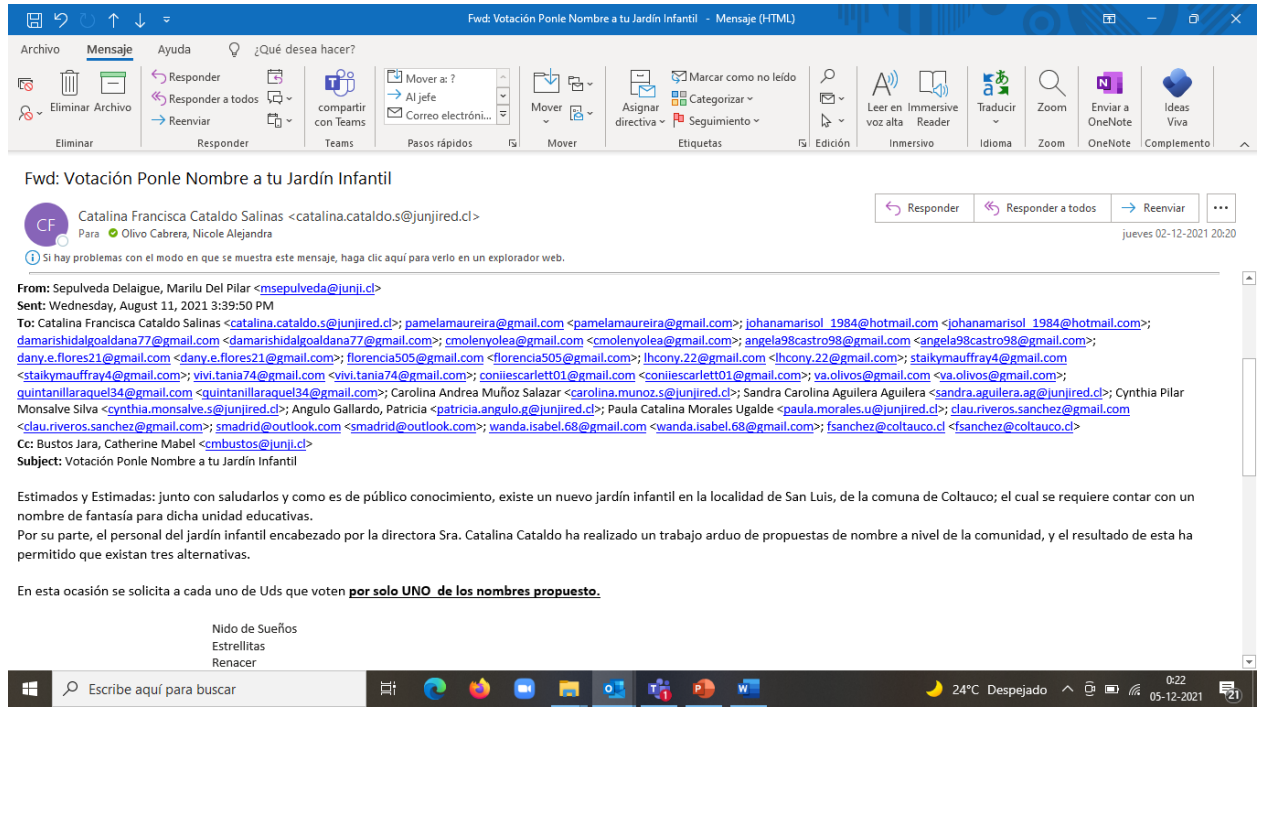 Fwd: Votación Ponle Nombre a tu Jardín Infantil - Mensaje (HTML)
Archivo Mensaje Ayuda ¿Qué desea hacer?
Eliminar Archivo
Responder
Responder a todos
Reenviar
compartir con Teams
Mover a: ?
Al jefe
Correo electróni...
Mover
Asignar directiva
Marcar como no leído
Categorizar
Seguimiento
Leer en voz alta
Immersive Reader
Traducir
Zoom
Enviar a OneNote
Ideas Viva
Eliminar Responder Teams Pasos rápidos Mover Etiquetas Edición Inmersivo Idioma Zoom OneNote Complemento
Fwd: Votación Ponle Nombre a tu Jardín Infantil
CF
Catalina Francisca Cataldo Salinas <catalina.cataldo.s@junjired.cl>
Para Olivo Cabrera, Nicole Alejandra
Responder Responder a todos Reenviar
jueves 02-12-2021 20:20
Si hay problemas con el modo en que se muestra este mensaje, haga clic aquí para verlo en un explorador web.
From: Sepulveda Delaigue, Marilu Del Pilar <msepulveda@junji.cl>
Sent: Wednesday, August 11, 2021 3:39:50 PM
To: Catalina Francisca Cataldo Salinas <catalina.cataldo.s@junjired.cl>; pamelamaureira@gmail.com <pamelamaureira@gmail.com>; johanamarisol_1984@hotmail.com <johanamarisol_1984@hotmail.com>;
damarishidalgoaldana77@gmail.com <damarishidalgoaldana77@gmail.com>; cmolenyolea@gmail.com <cmolenyolea@gmail.com>; angela98castro98@gmail.com <angela98castro98@gmail.com>;
dany.e.flores21@gmail.com <dany.e.flores21@gmail.com>; florencia505@gmail.com <florencia505@gmail.com>; lhcony.22@gmail.com <lhcony.22@gmail.com>; staikymauffray4@gmail.com
<staikymauffray4@gmail.com>; vivi.tania74@gmail.com <vivi.tania74@gmail.com>; coniiescarlett01@gmail.com <coniiescarlett01@gmail.com>; va.olivos@gmail.com <va.olivos@gmail.com>;
quintanillaraquel34@gmail.com <quintanillaraquel34@gmail.com>; Carolina Andrea Muñoz Salazar <carolina.munoz.s@junjired.cl>; Sandra Carolina Aguilera Aguilera <sandra.aguilera.ag@junjired.cl>; Cynthia Pilar
Monsalve Silva <cynthia.monsalve.s@junjired.cl>; Angulo Gallardo, Patricia <patricia.angulo.g@junjired.cl>; Paula Catalina Morales Ugalde <paula.morales.u@junjired.cl>; clau.riveros.sanchez@gmail.com
<clau.riveros.sanchez@gmail.com>; smadrid@outlook.com <smadrid@outlook.com>; wanda.isabel.68@gmail.com <wanda.isabel.68@gmail.com>; fsanchez@coltauco.cl <fsanchez@coltauco.cl>
Cc: Bustos Jara, Catherine Mabel <cmbustos@junji.cl>
Subject: Votación Ponle Nombre a tu Jardín Infantil
Estimados y Estimadas: junto con saludarlos y como es de público conocimiento, existe un nuevo jardín infantil en la localidad de San Luis, de la comuna de Coltauco; el cual se requiere contar con un
nombre de fantasía para dicha unidad educativas.
Por su parte, el personal del jardín infantil encabezado por la directora Sra. Catalina Cataldo ha realizado un trabajo arduo de propuestas de nombre a nivel de la comunidad, y el resultado de esta ha
permitido que existan tres alternativas.
En esta ocasión se solicita a cada uno de Uds que voten por solo UNO de los nombres propuesto.
Nido de Sueños
Estrellitas
Renacer
Escribe aquí para buscar
24°C Despejado
0:22
05-12-2021
21